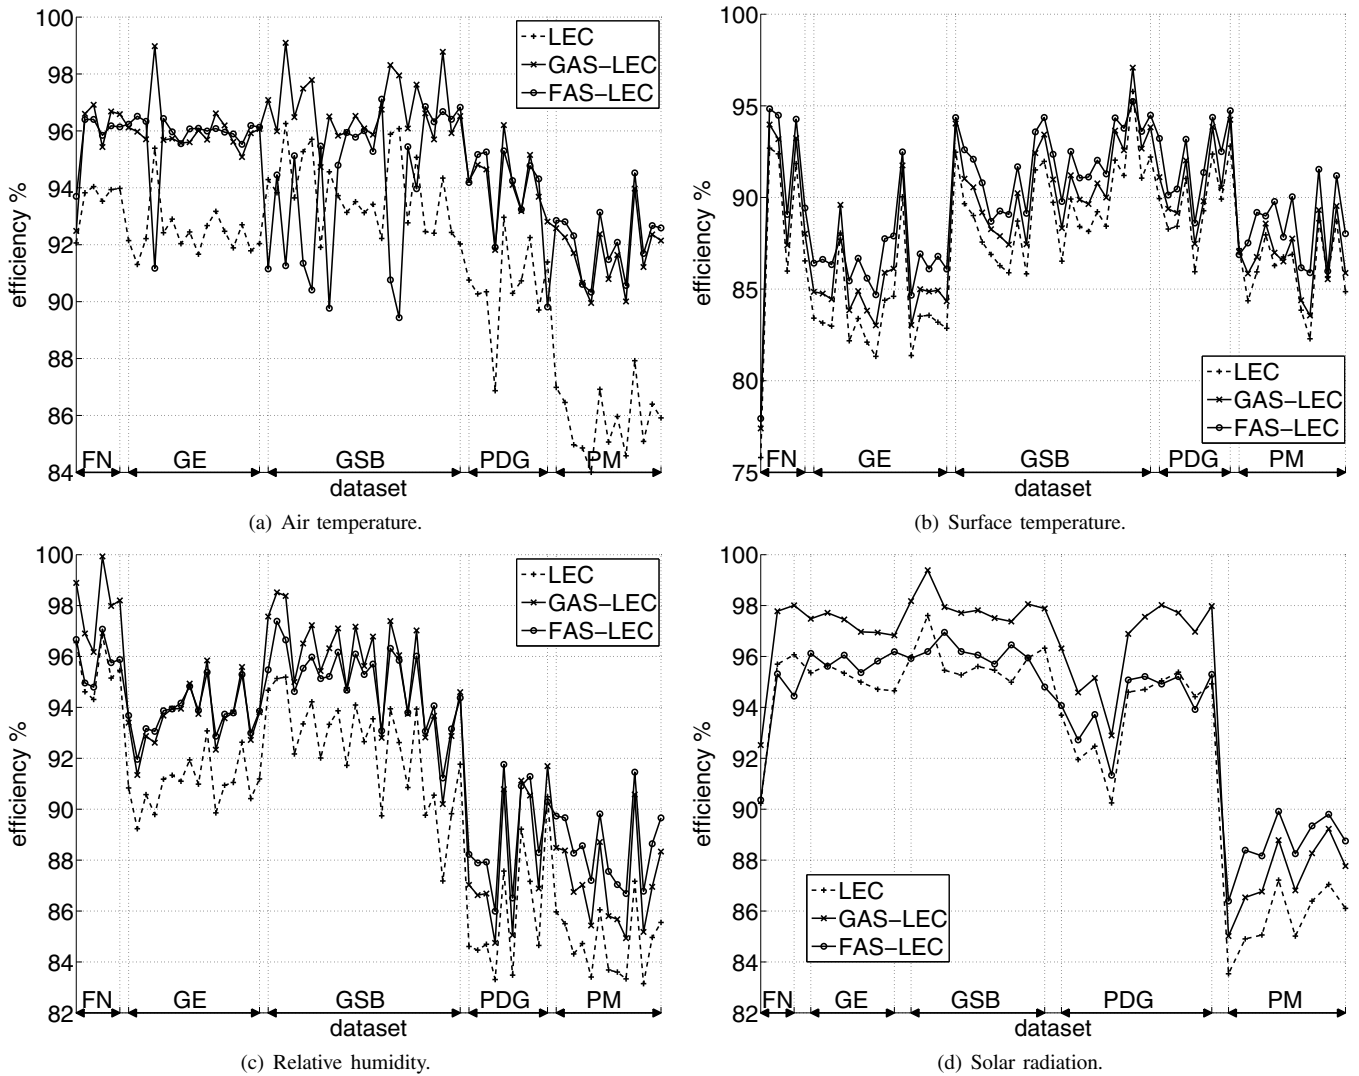 100
98
96
94
92
90
88
86
84
efficiency %
LEC
GAS-LEC
FAS-LEC
FN
GE
GSB
PDG
PM
dataset
(a) Air temperature.
100
95
90
85
80
75
efficiency %
LEC
GAS-LEC
FAS-LEC
FN
GE
GSB
PDG
PM
dataset
(b) Surface temperature.
100
98
96
94
92
90
88
86
84
82
efficiency %
LEC
GAS-LEC
FAS-LEC
FN
GE
GSB
PDG
PM
dataset
(c) Relative humidity.
100
98
96
94
92
90
88
86
84
82
efficiency %
LEC
GAS-LEC
FAS-LEC
FN
GE
GSB
PDG
PM
dataset
(d) Solar radiation.